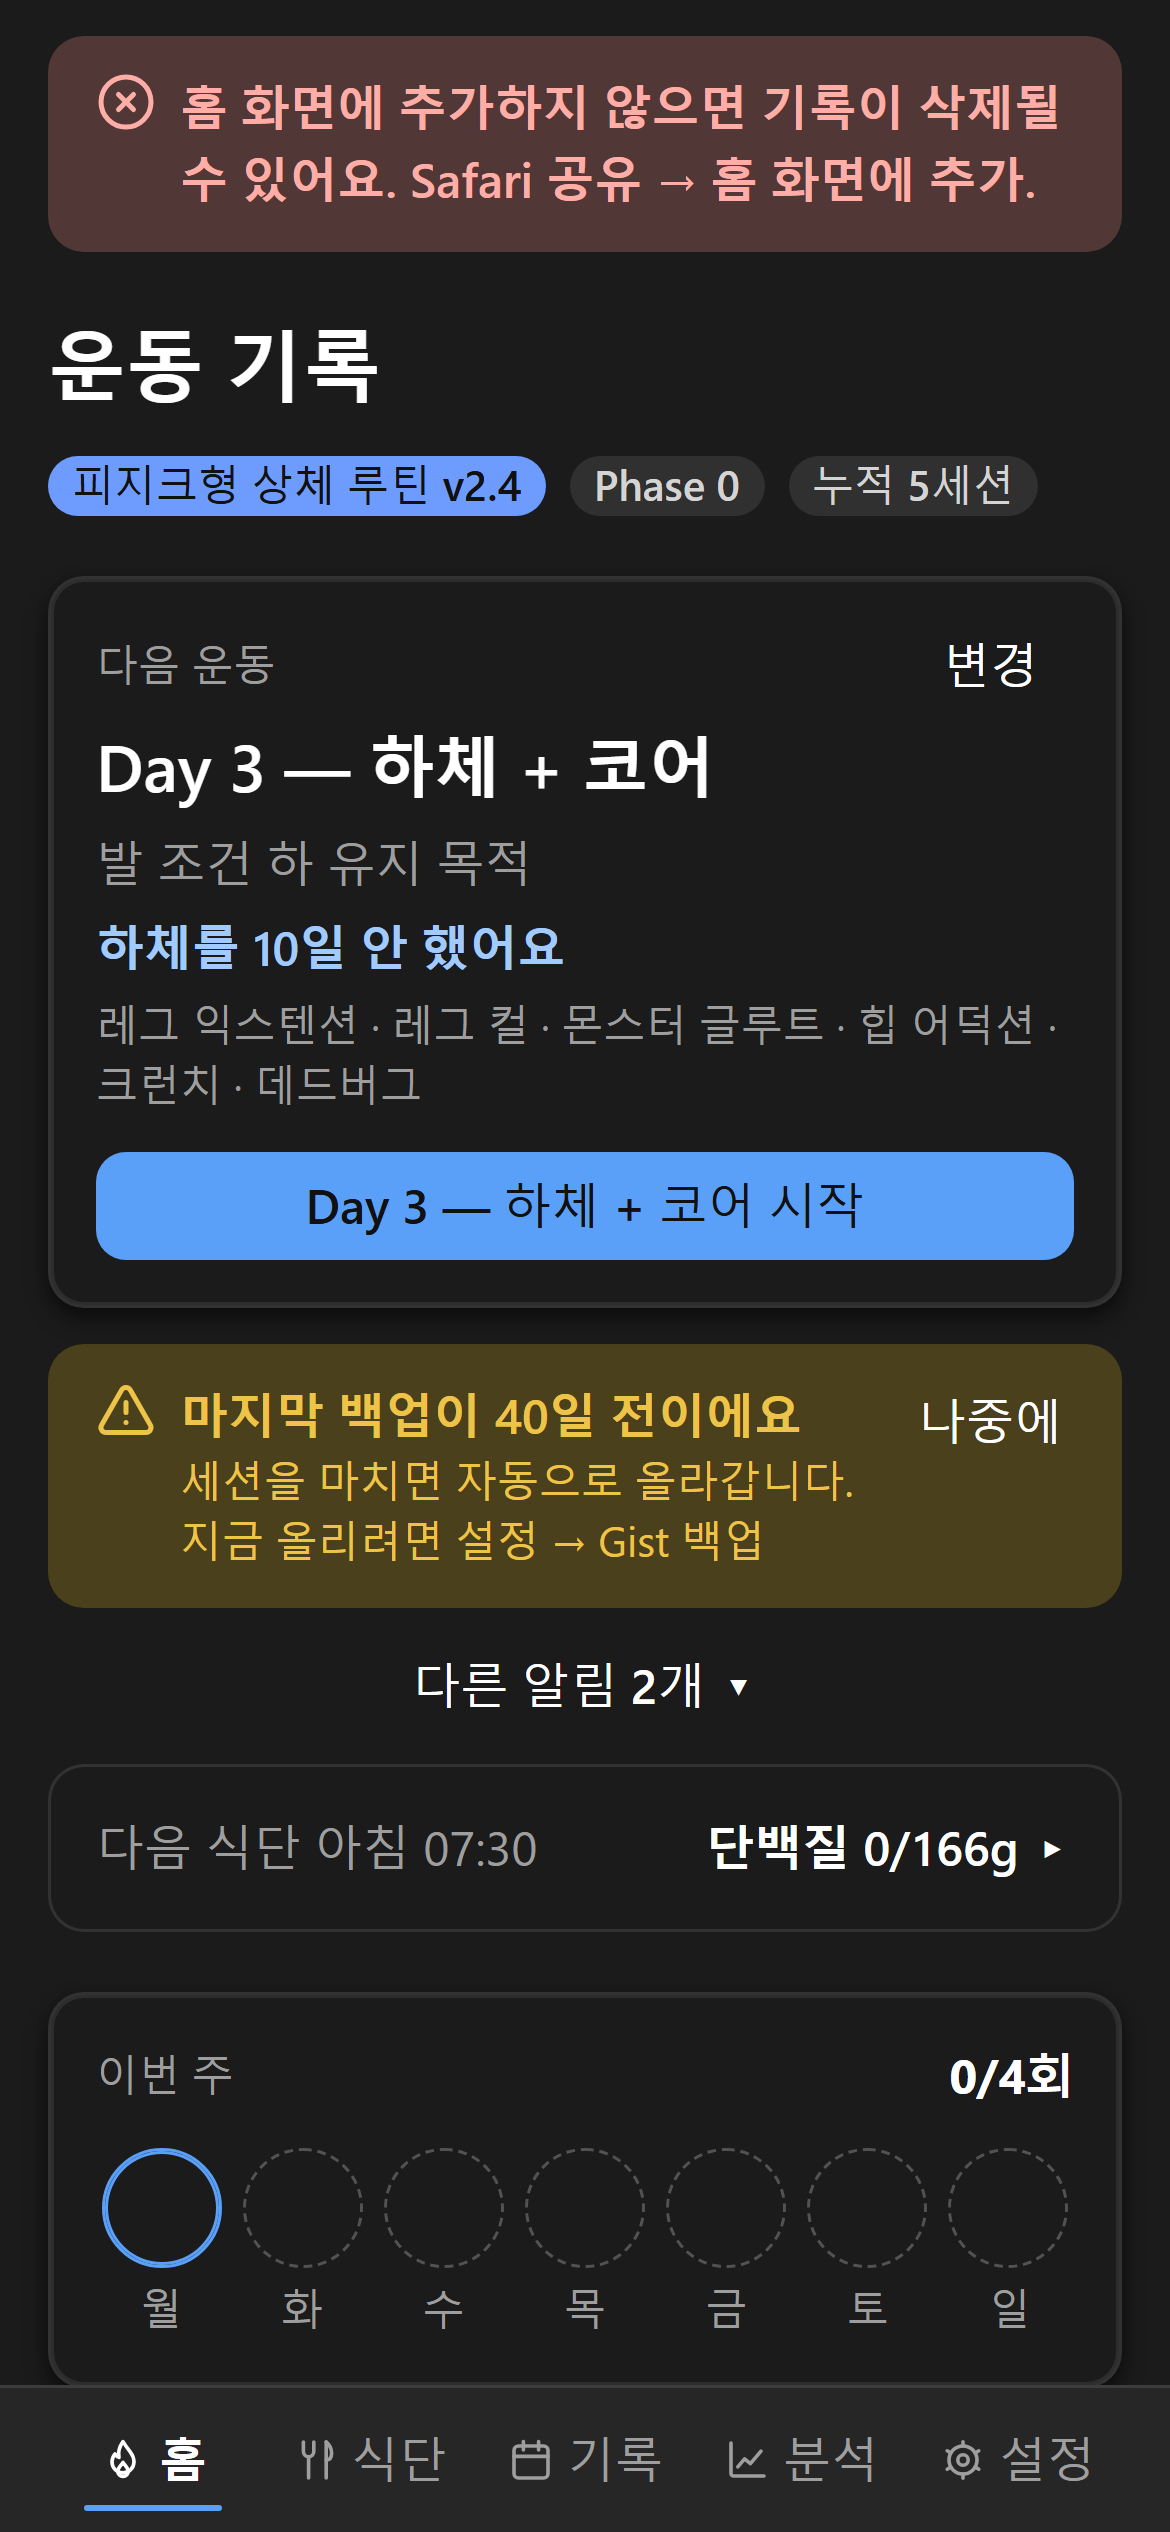 홈 화면에 추가하지 않으면 기록이 삭제될
수 있어요. Safari 공유 → 홈 화면에 추가.
운동 기록
피지크형 상체 루틴 v2.4
Phase 0
누적 5세션
다음 운동
변경
Day 3 — 하체 + 코어
발 조건 하 유지 목적
하체를 10일 안 했어요
레그 익스텐션 · 레그 컬 · 몬스터 글루트 · 힙 어덕션 ·
크런치 · 데드버그
Day 3 — 하체 + 코어 시작
마지막 백업이 40일 전이에요
나중에
세션을 마치면 자동으로 올라갑니다.
지금 올리려면 설정 → Gist 백업
다른 알림 2개 ▼
다음 식단 아침 07:30
단백질 0/166g ▸
이번 주
0/4회
월 화 수 목 금 토 일
홈 식단 기록 분석 설정